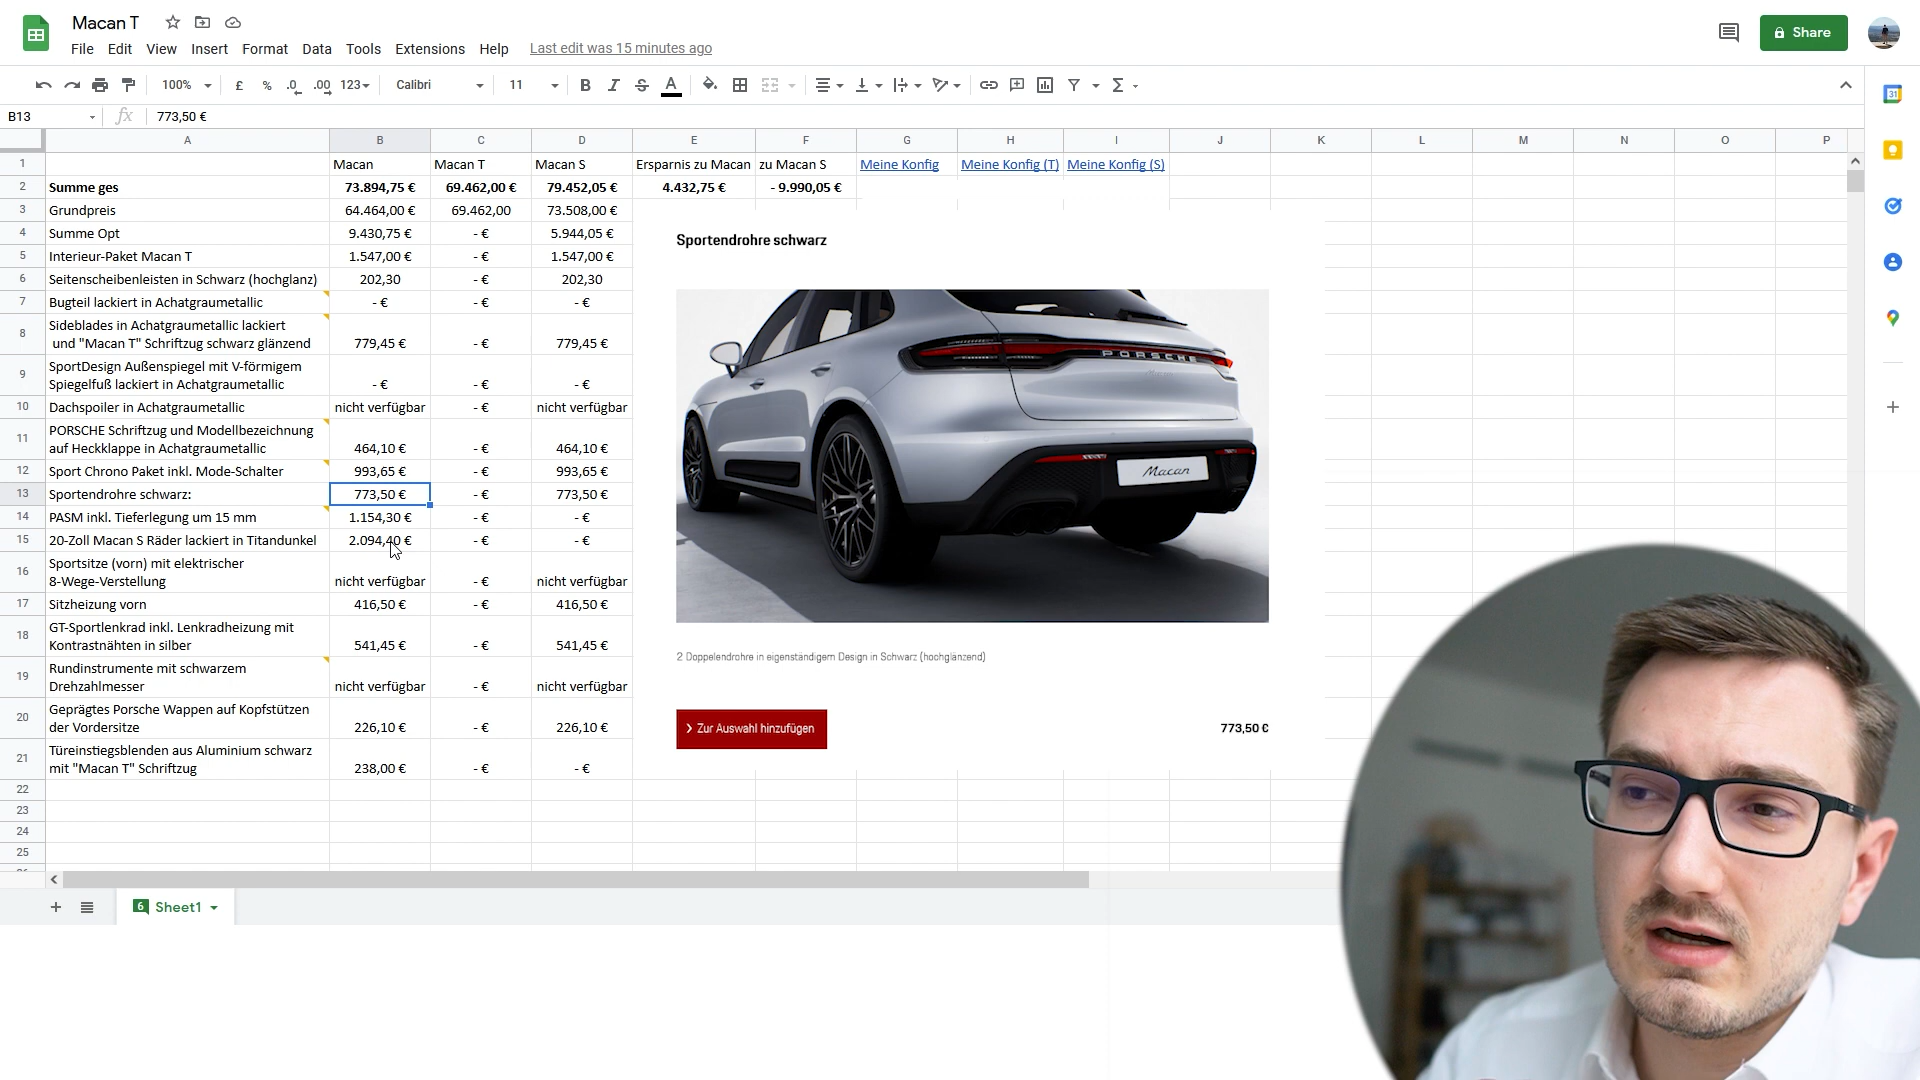 Macan T
File Edit View Insert Format Data Tools Extensions Help Last edit was 15 minutes ago
Share
100% £ % .0 .00 123 Calibri 11 B I S A
B13 fx 773,50 €
A B C D E F G H I J K L M N O P
1 Macan Macan T Macan S Ersparnis zu Macan zu Macan S Meine Konfig Meine Konfig (T) Meine Konfig (S)
2 Summe ges 73.894,75 € 69.462,00 € 79.452,05 € 4.432,75 € - 9.990,05 €
3 Grundpreis 64.464,00 € 69.462,00 73.508,00 €
4 Summe Opt 9.430,75 € - € 5.944,05 €
5 Interieur-Paket Macan T 1.547,00 € - € 1.547,00 €
6 Seitenscheibenleisten in Schwarz (hochglanz) 202,30 - € 202,30
7 Bugteil lackiert in Achatgraumetallic - € - € - €
8 Sideblades in Achatgraumetallic lackiert
und "Macan T" Schriftzug schwarz glänzend 779,45 € - € 779,45 €
9 SportDesign Außenspiegel mit V-förmigem
Spiegelfuß lackiert in Achatgraumetallic - € - € - €
10 Dachspoiler in Achatgraumetallic nicht verfügbar - € nicht verfügbar
11 PORSCHE Schriftzug und Modellbezeichnung
auf Heckklappe in Achatgraumetallic 464,10 € - € 464,10 €
12 Sport Chrono Paket inkl. Mode-Schalter 993,65 € - € 993,65 €
13 Sportendrohre schwarz: 773,50 € - € 773,50 €
14 PASM inkl. Tieferlegung um 15 mm 1.154,30 € - € - €
15 20-Zoll Macan S Räder lackiert in Titandunkel 2.094,40 € - € - €
16 Sportsitze (vorn) mit elektrischer
8-Wege-Verstellung nicht verfügbar - € nicht verfügbar
17 Sitzheizung vorn 416,50 € - € 416,50 €
18 GT-Sportlenkrad inkl. Lenkradheizung mit
Kontrastnähten in silber 541,45 € - € 541,45 €
19 Rundinstrumente mit schwarzem
Drehzahlmesser nicht verfügbar - € nicht verfügbar
20 Geprägtes Porsche Wappen auf Kopfstützen
der Vordersitze 226,10 € - € 226,10 €
21 Türeinstiegsblenden aus Aluminium schwarz
mit "Macan T" Schriftzug 238,00 € - € - €
22
23
24
25
Sportendrohre schwarz
PORSCHE
Macan
Macan
2 Doppelendrohre in eigenständigem Design in Schwarz (hochglänzend)
Zur Auswahl hinzufügen 773,50 €
31
6 Sheet1